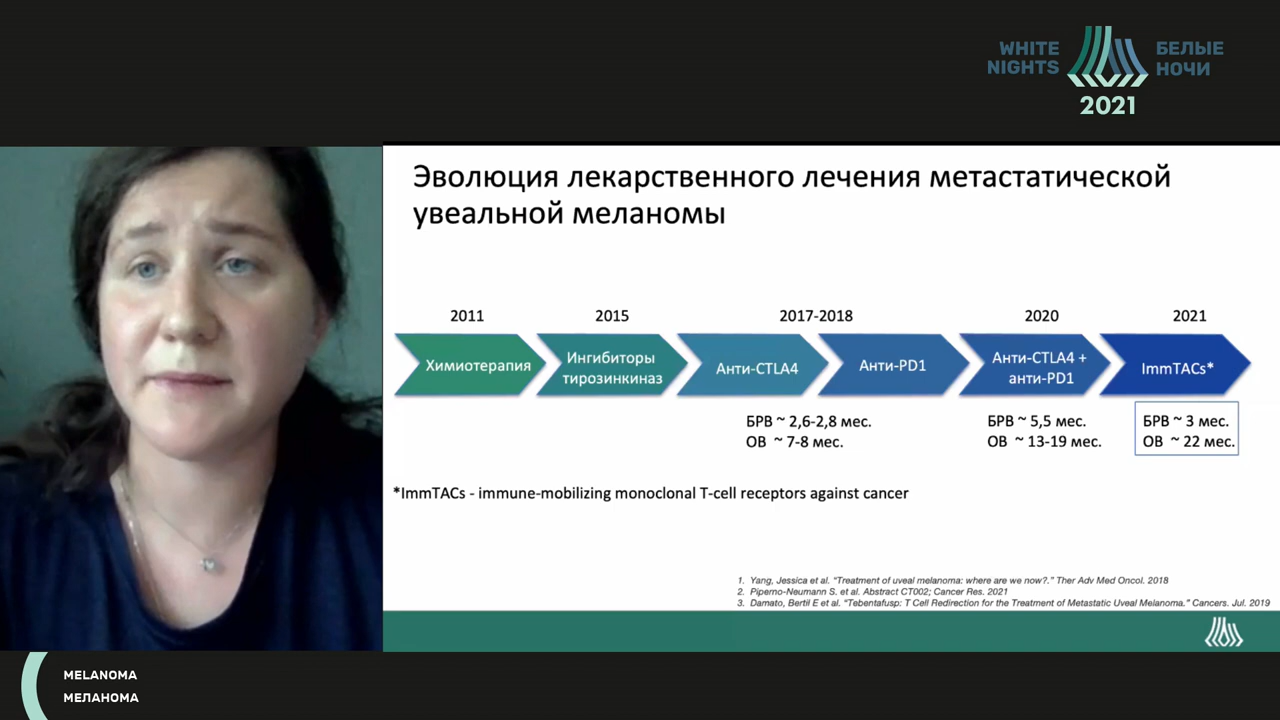 WHITE
NIGHTS
БЕЛЫЕ
НОЧИ
2021
Эволюция лекарственного лечения метастатической
увеальной меланомы
2011
2015
2017-2018
2020
2021
Химиотерапия
Ингибиторы
тирозинкиназ
Анти-CTLA4
Анти-PD1
Анти-CTLA4 +
анти-PD1
ImmTACs*
БРВ ~ 2,6-2,8 мес.
ОВ ~ 7-8 мес.
БРВ ~ 5,5 мес.
ОВ ~ 13-19 мес.
БРВ ~ 3 мес.
ОВ ~ 22 мес.
*ImmTACs - immune-mobilizing monoclonal T-cell receptors against cancer
1. Yang, Jessica et al. “Treatment of uveal melanoma: where are we now?.” Ther Adv Med Oncol. 2018
2. Piperno-Neumann S. et al. Abstract CT002; Cancer Res. 2021
3. Damato, Bertil E et al. “Tebentafusp: T Cell Redirection for the Treatment of Metastatic Uveal Melanoma.” Cancers. Jul. 2019
MELANOMA
МЕЛАНОМА